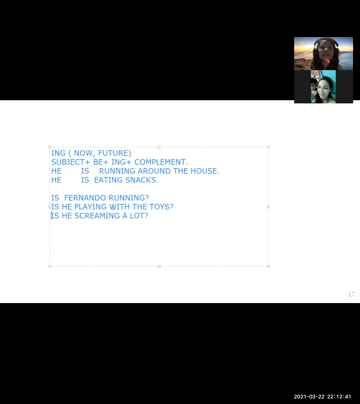 ING ( NOW, FUTURE)
SUBJECT+ BE+ ING+ COMPLEMENT.
HE IS RUNNING AROUND THE HOUSE.
HE IS EATING SNACKS.
IS FERNANDO RUNNING?
IS HE PLAYING WITH THE TOYS?
IS HE SCREAMING A LOT?
2021-03-22 22:12:41